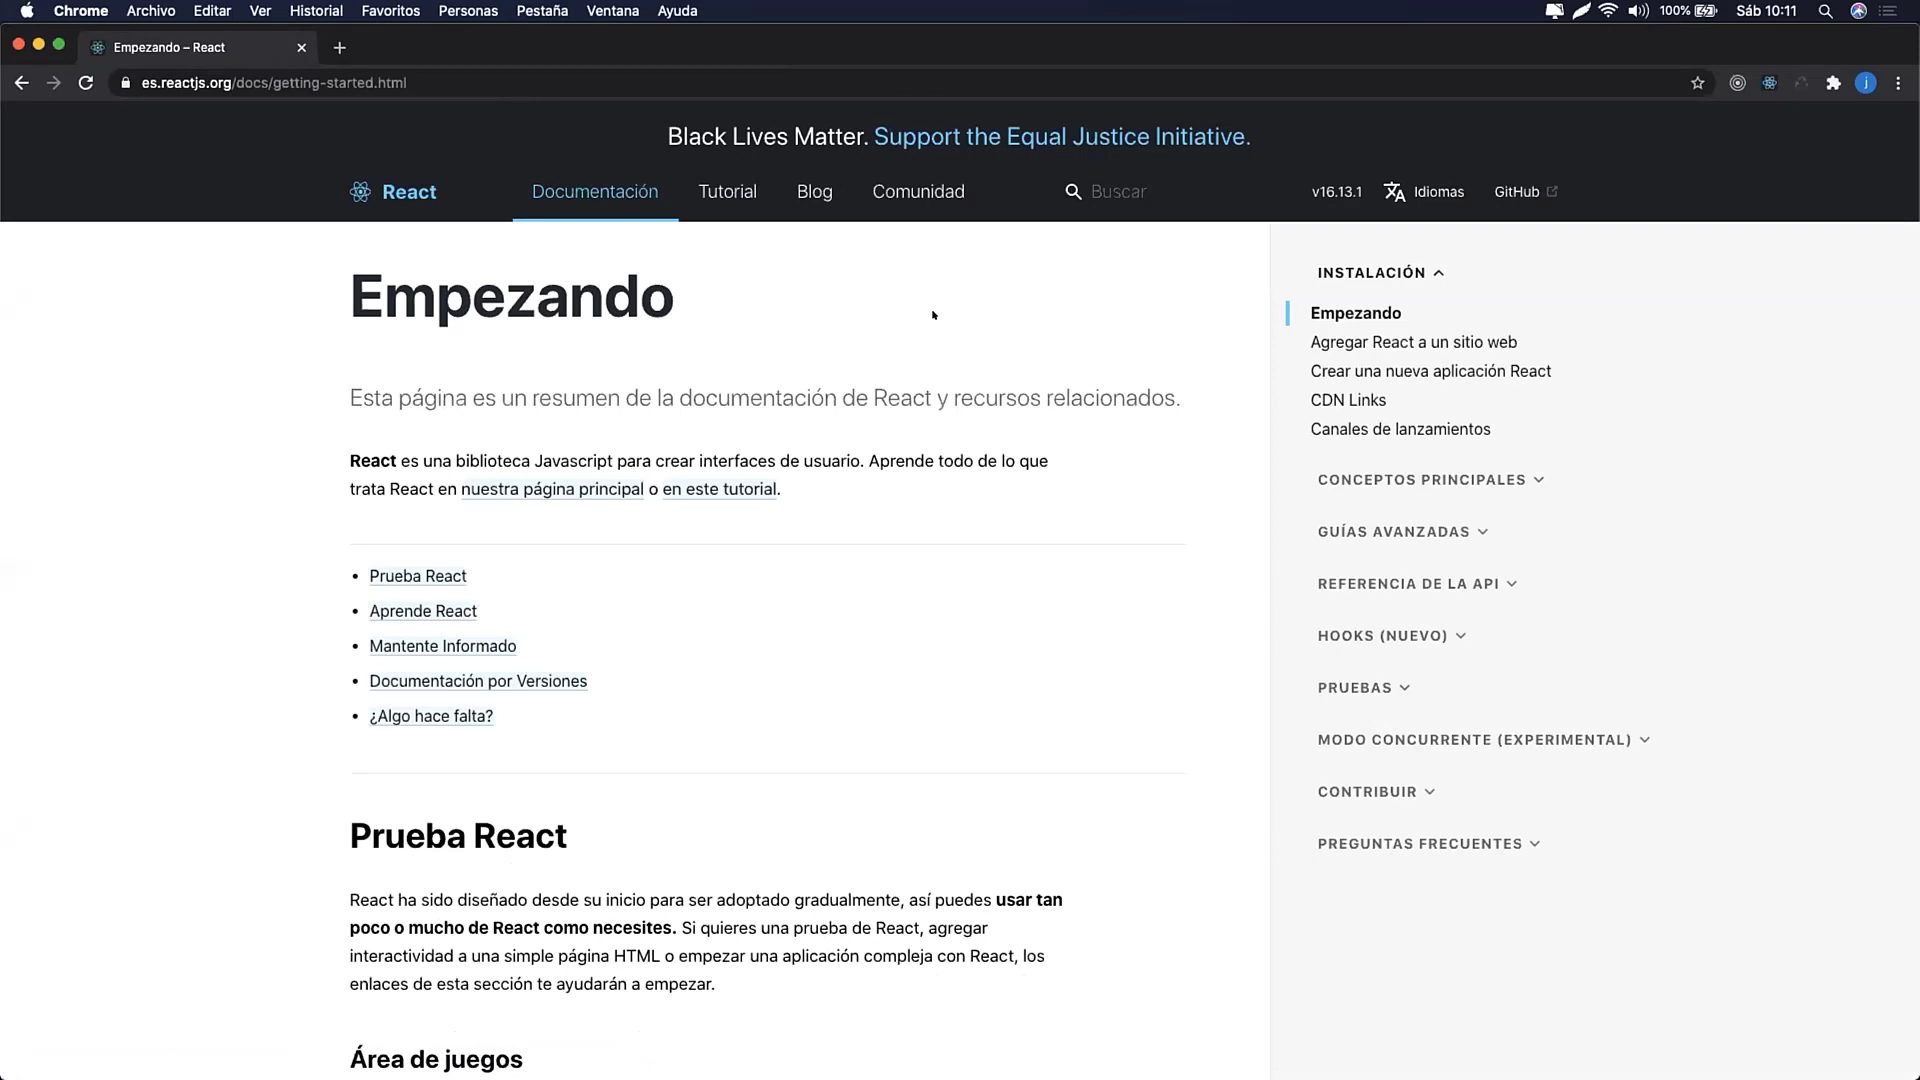 Chrome Archivo Editar Ver Historial Favoritos Personas Pestaña Ventana Ayuda 100% Sáb 10:11
Empezando – React
es.reactjs.org/docs/getting-started.html j
Black Lives Matter. Support the Equal Justice Initiative.
React Documentación Tutorial Blog Comunidad Buscar v16.13.1 Idiomas GitHub
Empezando
Esta página es un resumen de la documentación de React y recursos relacionados.
React es una biblioteca Javascript para crear interfaces de usuario. Aprende todo de lo que
trata React en nuestra página principal o en este tutorial.
• Prueba React
• Aprende React
• Mantente Informado
• Documentación por Versiones
• ¿Algo hace falta?
Prueba React
React ha sido diseñado desde su inicio para ser adoptado gradualmente, así puedes usar tan
poco o mucho de React como necesites. Si quieres una prueba de React, agregar
interactividad a una simple página HTML o empezar una aplicación compleja con React, los
enlaces de esta sección te ayudarán a empezar.
Área de juegos
INSTALACIÓN
Empezando
Agregar React a un sitio web
Crear una nueva aplicación React
CDN Links
Canales de lanzamientos
CONCEPTOS PRINCIPALES
GUÍAS AVANZADAS
REFERENCIA DE LA API
HOOKS (NUEVO)
PRUEBAS
MODO CONCURRENTE (EXPERIMENTAL)
CONTRIBUIR
PREGUNTAS FRECUENTES